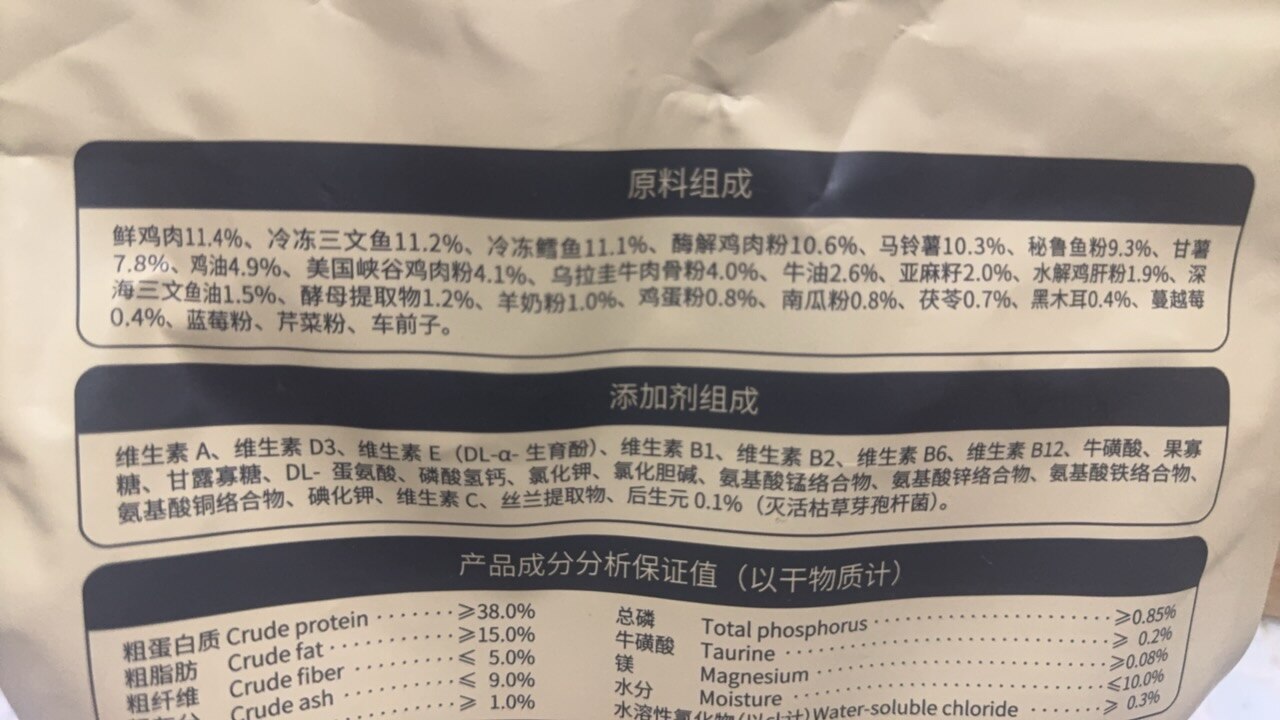 原料组成
鲜鸡肉11.4%、冷冻三文鱼11.2%、冷冻鳕鱼11.1%、酶解鸡肉粉10.6%、马铃薯10.3%、秘鲁鱼粉9.3%、甘薯
7.8%、鸡油4.9%、美国峡谷鸡肉粉4.1%、乌拉圭牛肉骨粉4.0%、牛油2.6%、亚麻籽2.0%、水解鸡肝粉1.9%、深
海三文鱼油1.5%、酵母提取物1.2%、羊奶粉1.0%、鸡蛋粉0.8%、南瓜粉0.8%、茯苓0.7%、黑木耳0.4%、蔓越莓
0.4%、蓝莓粉、芹菜粉、车前子。
添加剂组成
维生素 A、维生素 D3、维生素 E（DL-α- 生育酚）、维生素 B1、维生素 B2、维生素 B6、维生素 B12、牛磺酸、果寡
糖、甘露寡糖、DL- 蛋氨酸、磷酸氢钙、氯化钾、氯化胆碱、氨基酸锰络合物、氨基酸锌络合物、氨基酸铁络合物、
氨基酸铜络合物、碘化钾、维生素 C、丝兰提取物、后生元 0.1%（灭活枯草芽孢杆菌）。
产品成分分析保证值（以干物质计）
粗蛋白质 Crude protein ⩾38.0%
粗脂肪 Crude fat ⩾15.0%
粗纤维 Crude fiber ⩽ 5.0%
Crude ash ⩽ 9.0%
⩾ 1.0%
总磷 Total phosphorus ⩾0.85%
牛磺酸 Taurine ⩾ 0.2%
镁 Magnesium ⩾0.08%
水分 Moisture ⩽10.0%
水溶性氯化物(以cl⁻计) Water-soluble chloride ⩾ 0.3%